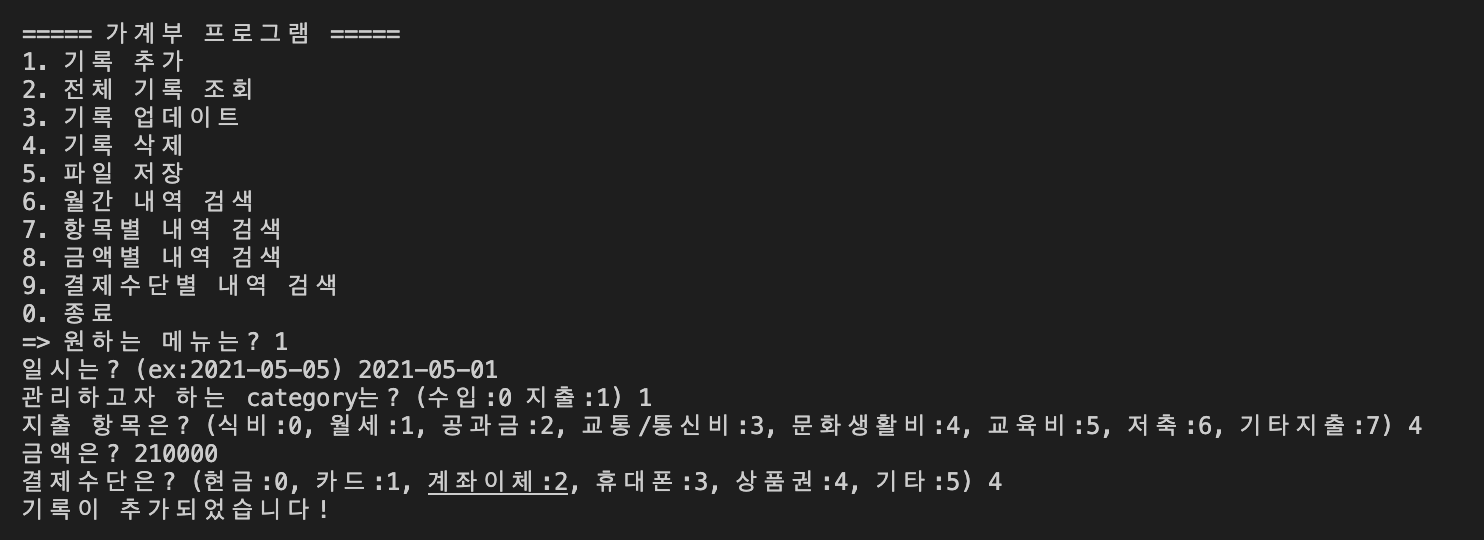 ===== 가계부 프로그램 =====
1. 기록 추가
2. 전체 기록 조회
3. 기록 업데이트
4. 기록 삭제
5. 파일 저장
6. 월간 내역 검색
7. 항목별 내역 검색
8. 금액별 내역 검색
9. 결제수단별 내역 검색
0. 종료
=> 원하는 메뉴는? 1
일시는? (ex:2021-05-05) 2021-05-01
관리하고자 하는 category는? (수입:0 지출:1) 1
지출 항목은? (식비:0, 월세:1, 공과금:2, 교통/통신비:3, 문화생활비:4, 교육비:5, 저축:6, 기타지출:7) 4
금액은? 210000
결제수단은? (현금:0, 카드:1, 계좌이체:2, 휴대폰:3, 상품권:4, 기타:5) 4
기록이 추가되었습니다!